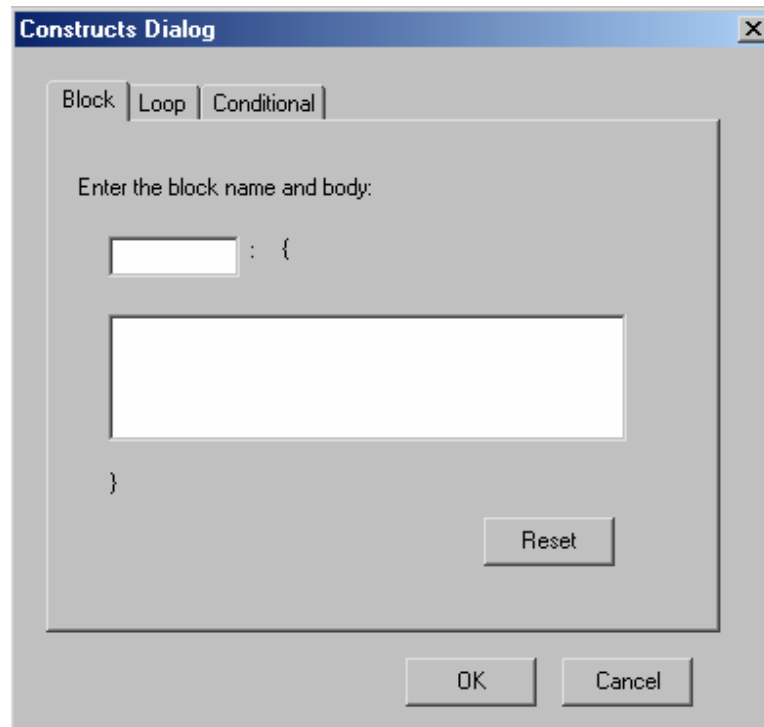 Constructs Dialog
Block Loop Conditional
Enter the block name and body:
: {
}
Reset
OK Cancel